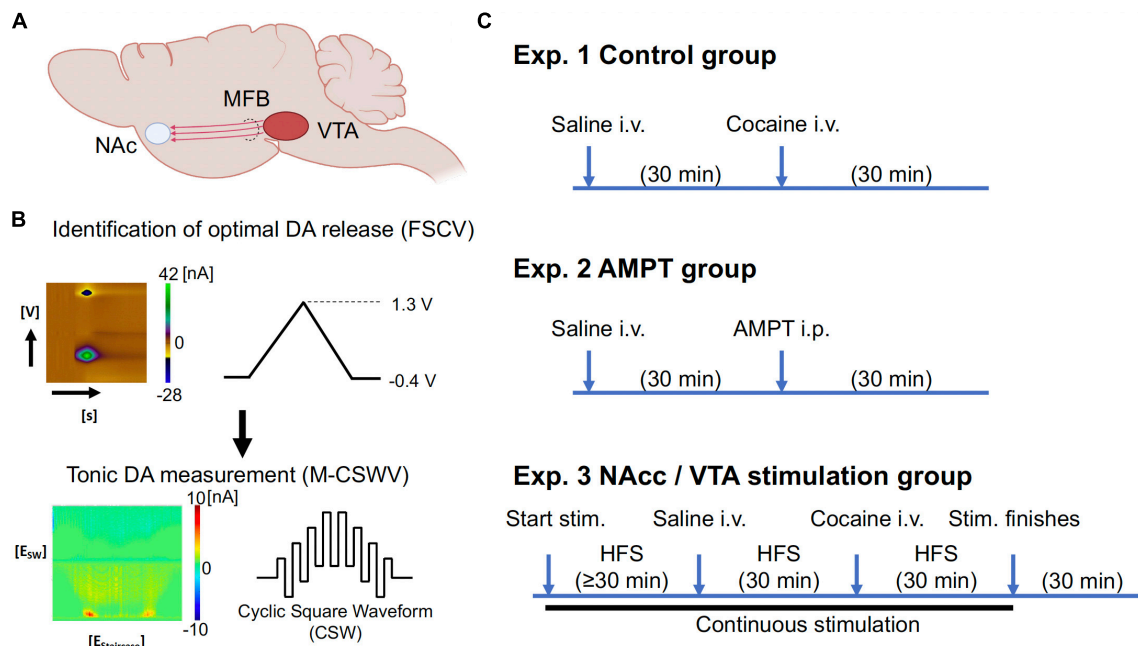 A
MFB
NAc
VTA
B
Identification of optimal DA release (FSCV)
42 [nA]
[V]
0
-28
[s]
1.3 V
-0.4 V
Tonic DA measurement (M-CSWV)
10 [nA]
[ESW]
0
-10
[EStaircase]
Cyclic Square Waveform
(CSW)
C
Exp. 1 Control group
Saline i.v. Cocaine i.v.
(30 min) (30 min)
Exp. 2 AMPT group
Saline i.v. AMPT i.p.
(30 min) (30 min)
Exp. 3 NAcc / VTA stimulation group
Start stim. Saline i.v. Cocaine i.v. Stim. finishes
HFS HFS HFS
(≥30 min) (30 min) (30 min) (30 min)
Continuous stimulation